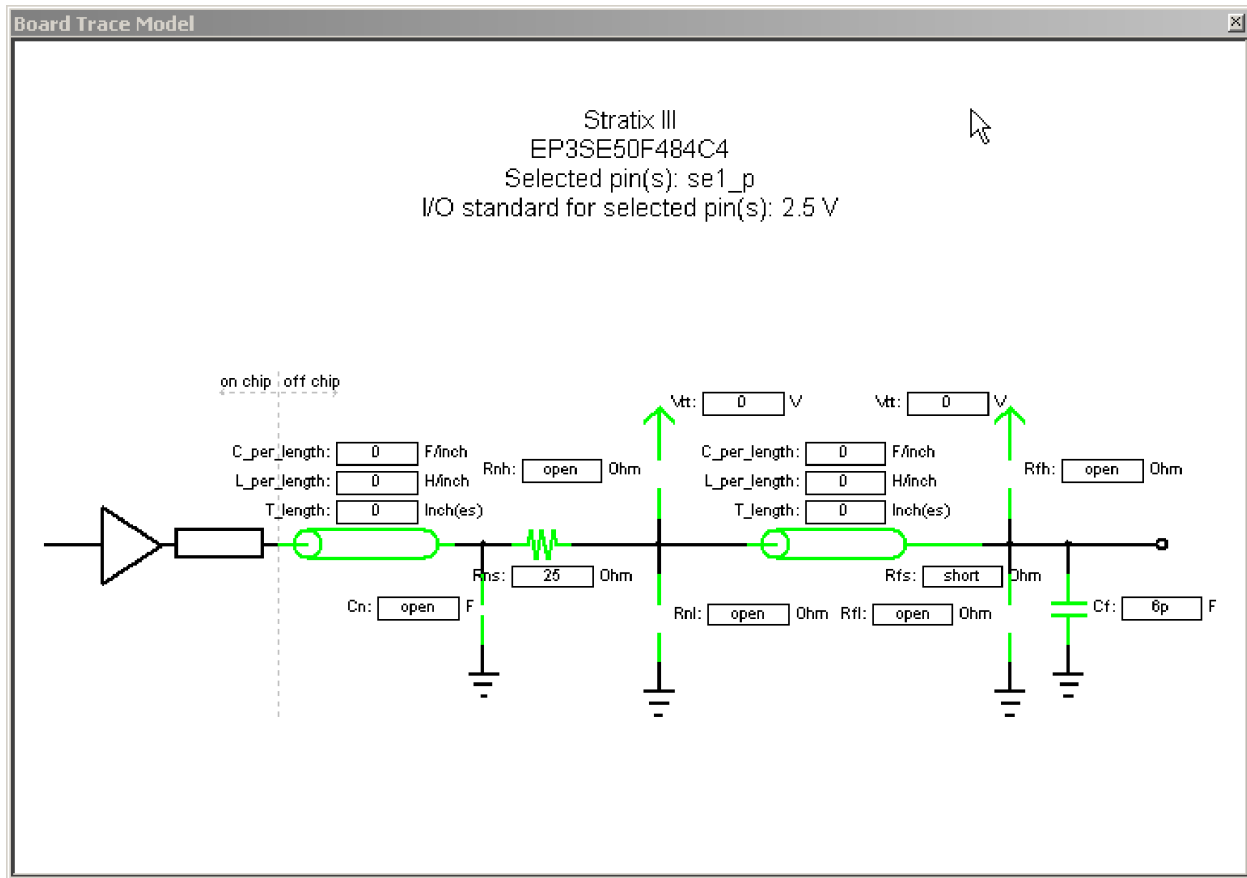 Board Trace Model
Stratix III
EP3SE50F484C4
Selected pin(s): se1_p
I/O standard for selected pin(s): 2.5 V
on chip off chip
Vtt: 0 V Vtt: 0 V
C_per_length: 0 F/inch C_per_length: 0 F/inch
Rnh: open Ohm Rfh: open Ohm
L_per_length: 0 H/inch L_per_length: 0 H/inch
T_length: 0 Inch(es) T_length: 0 Inch(es)
Rns: 25 Ohm Rfs: short Ohm
Cn: open F Rnl: open Ohm Rfl: open Ohm Cf: 6p F